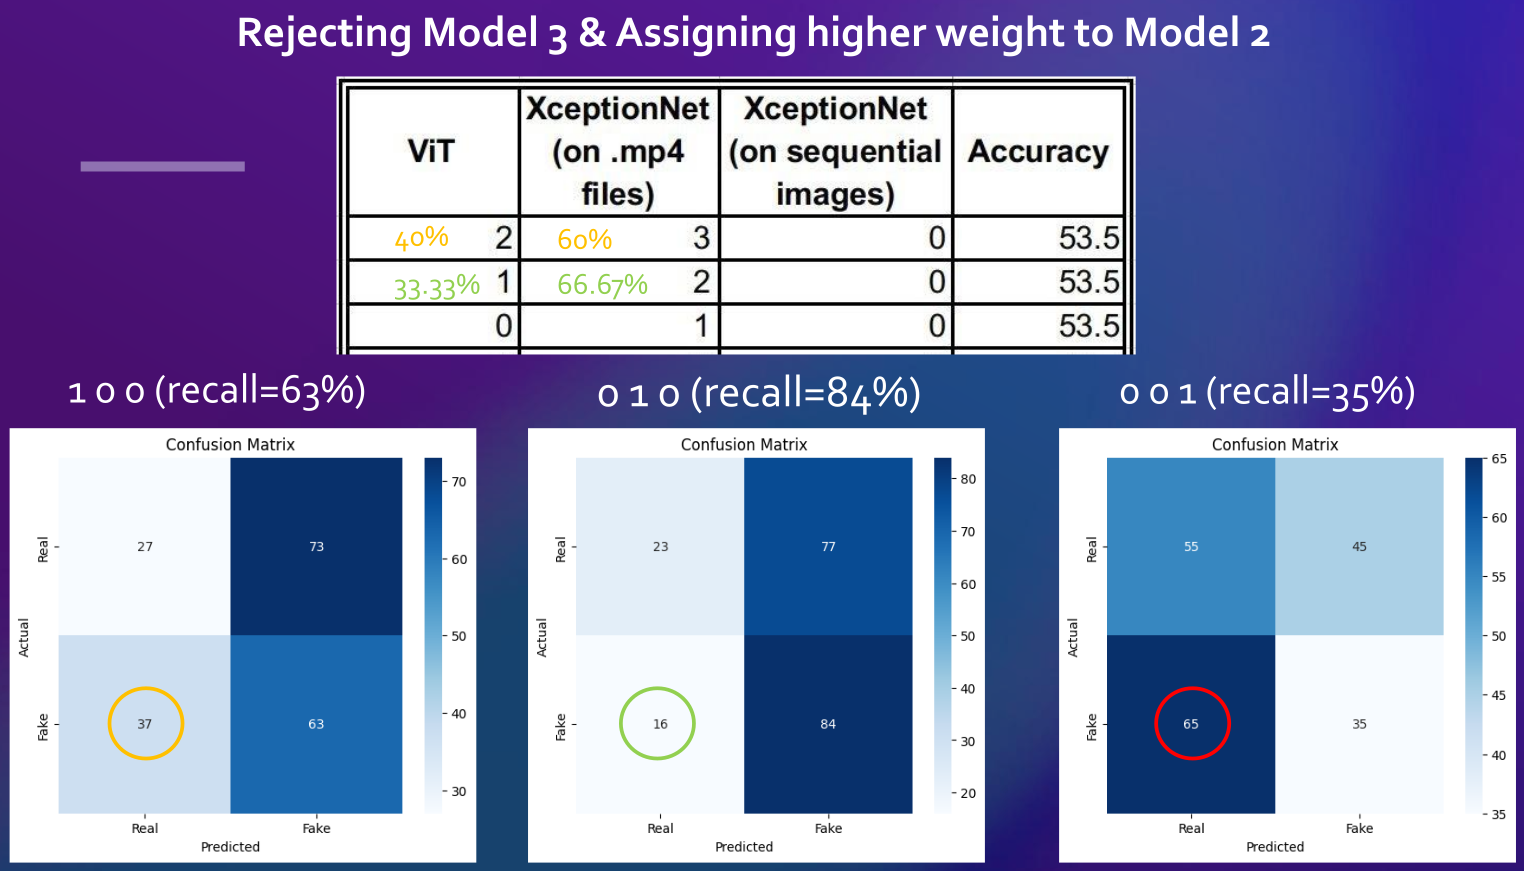 Rejecting Model 3 & Assigning higher weight to Model 2
ViT
XceptionNet
(on .mp4
files)
XceptionNet
(on sequential
images)
Accuracy
40% 2 60% 3 0 53.5
33.33% 1 66.67% 2 0 53.5
0 1 0 53.5
1 0 0 (recall=63%)
Confusion Matrix
Actual
Real
Fake
27 73
37 63
Real Fake
Predicted
70
60
50
40
30
0 1 0 (recall=84%)
Confusion Matrix
Actual
Real
Fake
23 77
16 84
Real Fake
Predicted
80
70
60
50
40
30
20
0 0 1 (recall=35%)
Confusion Matrix
Actual
Real
Fake
55 45
65 35
Real Fake
Predicted
65
60
55
50
45
40
35